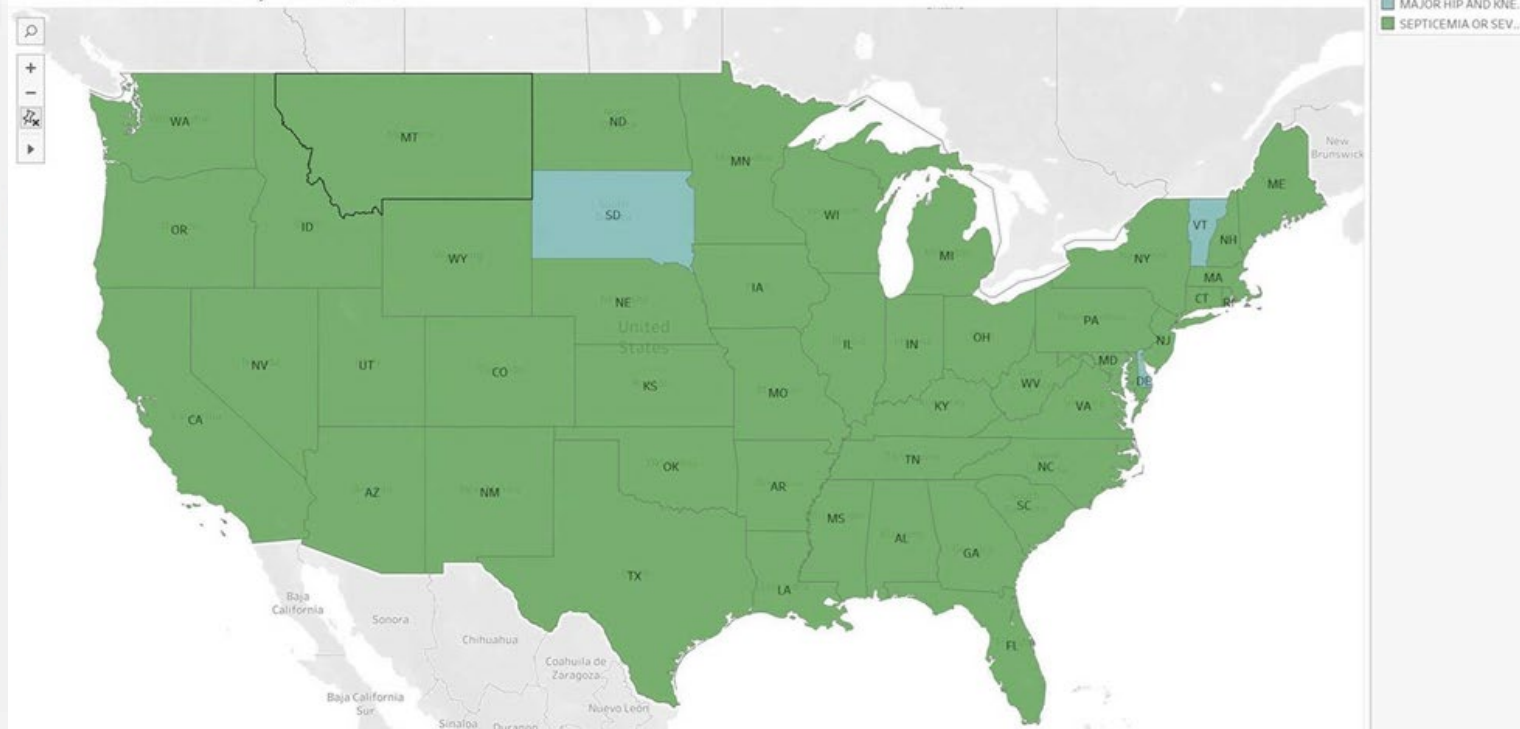 MAJOR HIP AND KNE..
SEPTICEMIA OR SEV..
+
−
WA
MT
ND
MN
ME
New
Brunswick
OR
ID
SD
WI
VT
NH
WY
MI
NY
MA
IA
CT
RI
NE
PA
United
States
NV
UT
CO
IL
IN
OH
NJ
MD
KS
MO
WV
DE
CA
KY
VA
OK
TN
NC
AZ
NM
AR
SC
MS
AL
GA
TX
LA
Baja
California
Sonora
FL
Chihuahua
Coahuila de
Zaragoza
Baja California
Sur
Nuevo León
Sinaloa
Durango